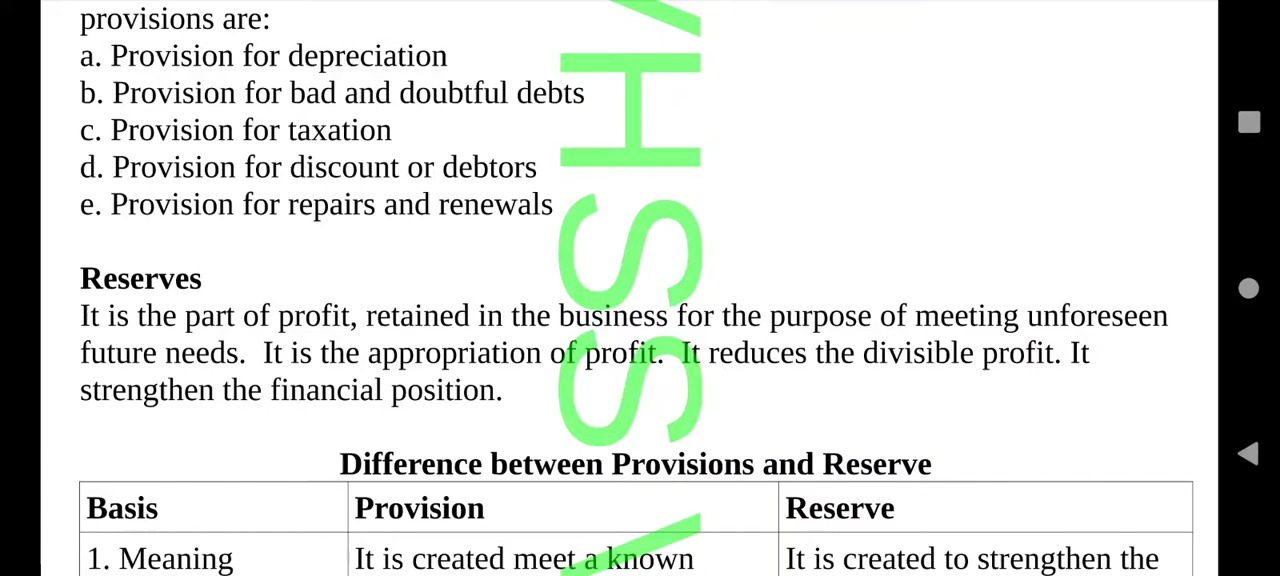 provisions are:
a. Provision for depreciation
b. Provision for bad and doubtful debts
c. Provision for taxation
d. Provision for discount or debtors
e. Provision for repairs and renewals
Reserves
It is the part of profit, retained in the business for the purpose of meeting unforeseen
future needs.  It is the appropriation of profit.  It reduces the divisible profit. It
strengthen the financial position.
Difference between Provisions and Reserve
Basis Provision Reserve
1. Meaning It is created meet a known It is created to strengthen the